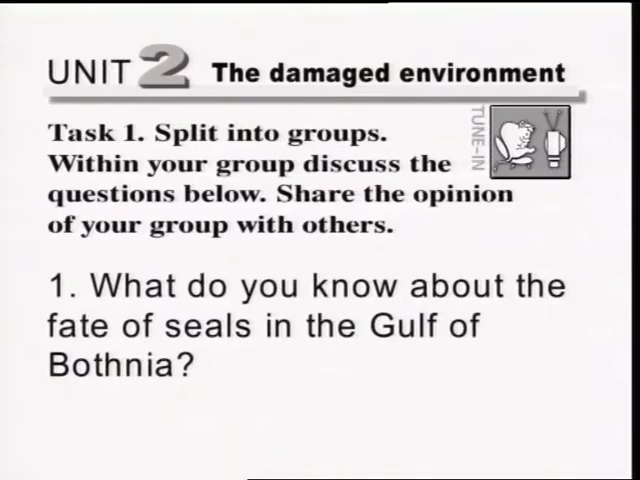 UNIT 2 The damaged environment
TUNE-IN
Task 1. Split into groups.
Within your group discuss the
questions below. Share the opinion
of your group with others.
1. What do you know about the
fate of seals in the Gulf of
Bothnia?